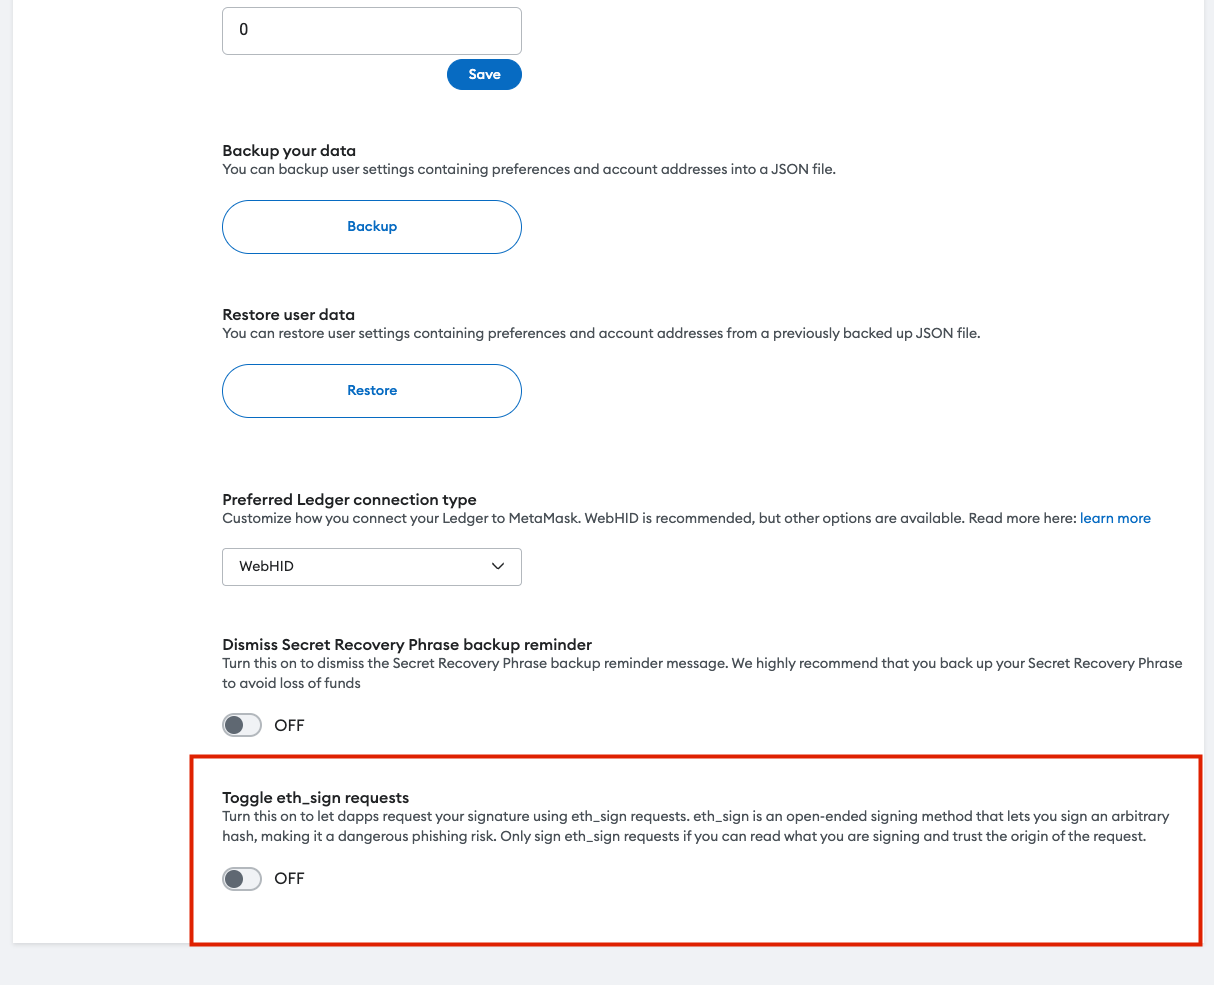 0
Save
Backup your data
You can backup user settings containing preferences and account addresses into a JSON file.
Backup
Restore user data
You can restore user settings containing preferences and account addresses from a previously backed up JSON file.
Restore
Preferred Ledger connection type
Customize how you connect your Ledger to MetaMask. WebHID is recommended, but other options are available. Read more here: learn more
WebHID
Dismiss Secret Recovery Phrase backup reminder
Turn this on to dismiss the Secret Recovery Phrase backup reminder message. We highly recommend that you back up your Secret Recovery Phrase
to avoid loss of funds
OFF
Toggle eth_sign requests
Turn this on to let dapps request your signature using eth_sign requests. eth_sign is an open-ended signing method that lets you sign an arbitrary
hash, making it a dangerous phishing risk. Only sign eth_sign requests if you can read what you are signing and trust the origin of the request.
OFF